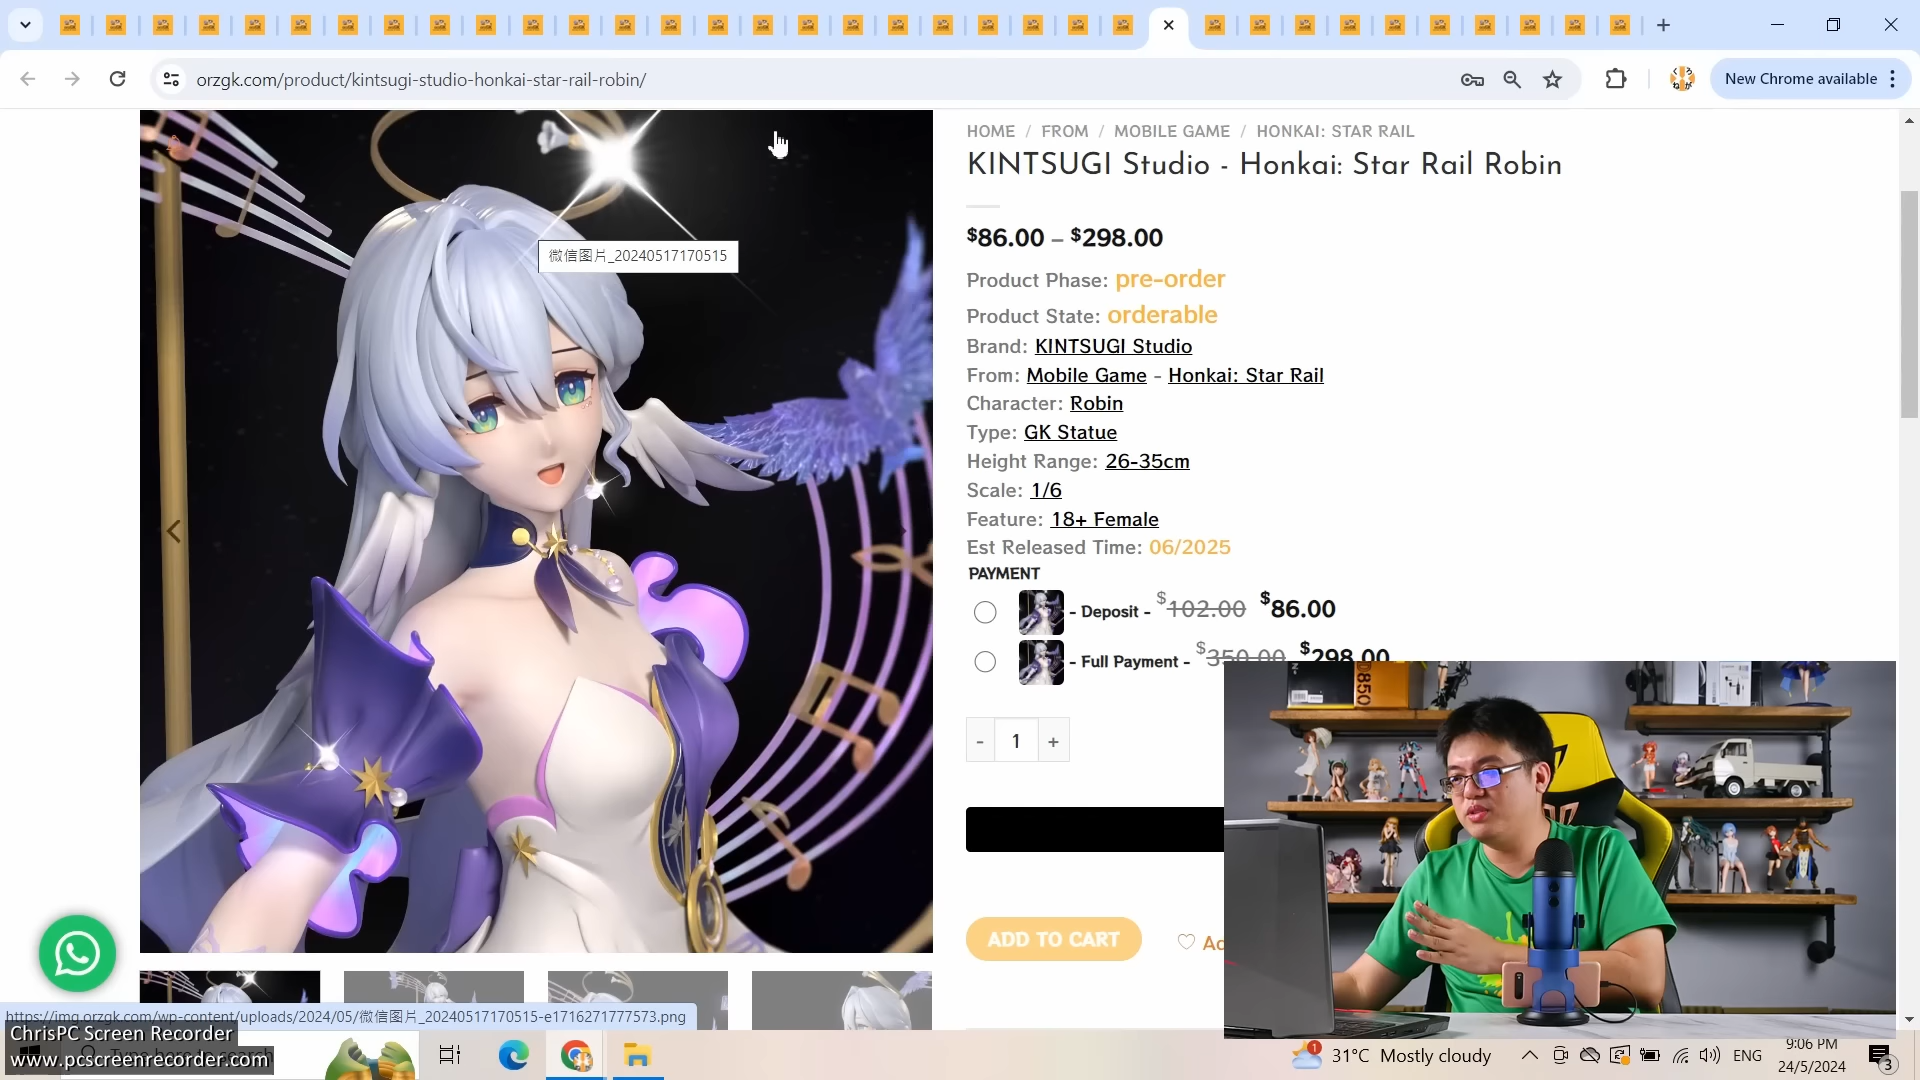 orzgk.com/product/kintsugi-studio-honkai-star-rail-robin/
New Chrome available
HOME / FROM / MOBILE GAME / HONKAI: STAR RAIL
KINTSUGI Studio - Honkai: Star Rail Robin
$86.00 – $298.00
微信图片_20240517170515
Product Phase: pre-order
Product State: orderable
Brand: KINTSUGI Studio
From: Mobile Game - Honkai: Star Rail
Character: Robin
Type: GK Statue
Height Range: 26-35cm
Scale: 1/6
Feature: 18+ Female
Est Released Time: 06/2025
PAYMENT
- Deposit - $102.00 $86.00
- Full Payment - $350.00 $298.00
- 1 +
ADD TO CART
Ad
https://img.orzgk.com/wp-content/uploads/2024/05/微信图片_20240517170515-e1716271777573.png
ChrisPC Screen Recorder
www.pcscreenrecorder.com
31°C Mostly cloudy
ENG
9:06 PM
24/5/2024
3